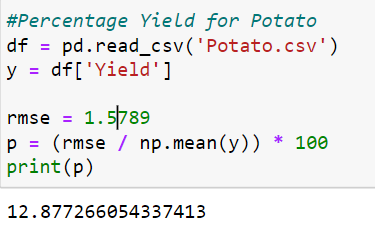 #Percentage Yield for Potato
df = pd.read_csv('Potato.csv')
y = df['Yield']
rmse = 1.5789
p = (rmse / np.mean(y)) * 100
print(p)
12.877266054337413